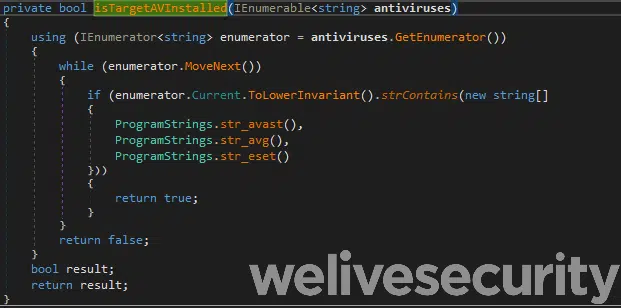 private bool isTargetAVInstalled(IEnumerable<string> antiviruses)
{
using (IEnumerator<string> enumerator = antiviruses.GetEnumerator())
{
while (enumerator.MoveNext())
{
if (enumerator.Current.ToLowerInvariant().strContains(new string[]
{
ProgramStrings.str_avast(),
ProgramStrings.str_avg(),
ProgramStrings.str_eset()
}))
{
return true;
}
}
return false;
}
bool result;
return result;
}
welivesecurity